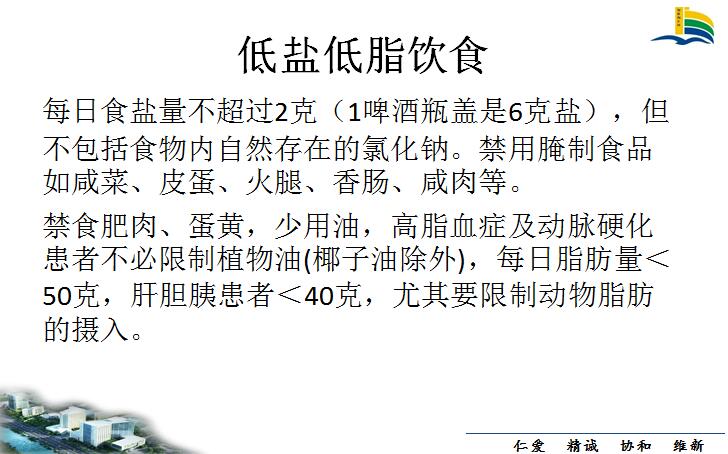 低盐低脂饮食
每日食盐量不超过2克（1啤酒瓶盖是6克盐），但
不包括食物内自然存在的氯化钠。禁用腌制食品
如咸菜、皮蛋、火腿、香肠、咸肉等。
禁食肥肉、蛋黄，少用油，高脂血症及动脉硬化
患者不必限制植物油(椰子油除外)，每日脂肪量＜
50克，肝胆胰患者＜40克，尤其要限制动物脂肪
的摄入。
仁爱 精诚 协和 维新